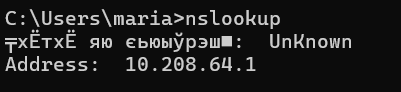 C:\Users\maria>nslookup
╤хЁтхЁ яю єьюыўрэш■:  UnKnown
Address:  10.208.64.1